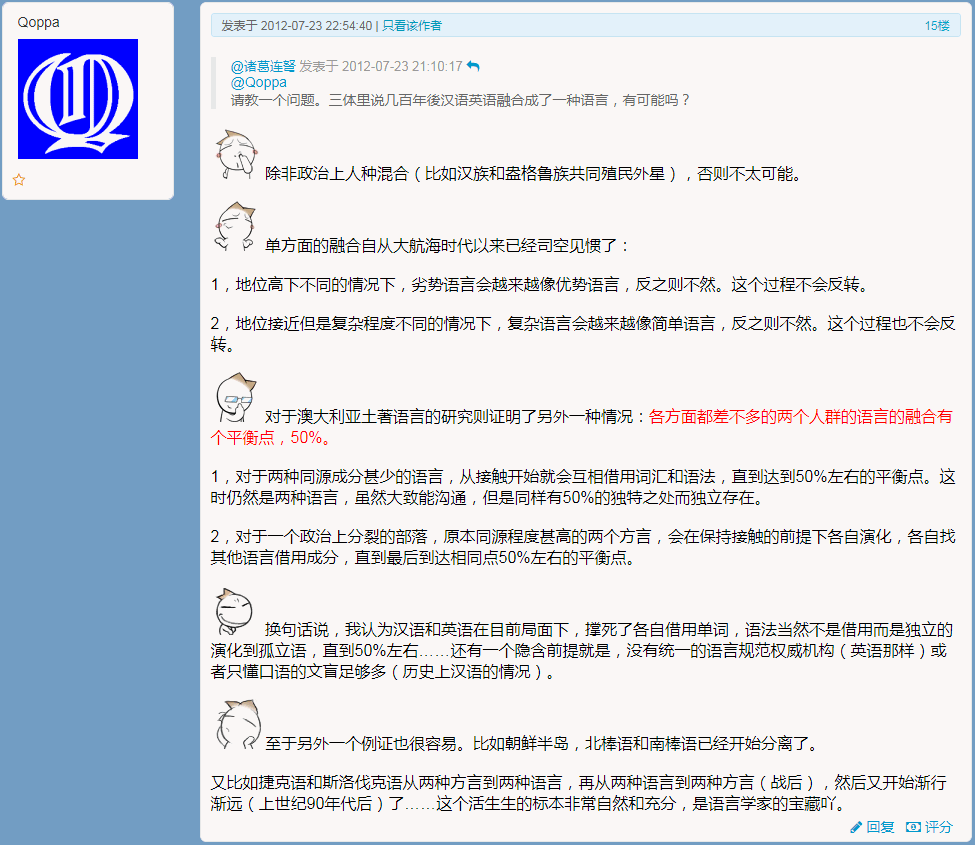 Qoppa
发表于 2012-07-23 22:54:40 | 只看该作者
15楼
@诸葛连弩 发表于 2012-07-23 21:10:17
@Qoppa
请教一个问题。三体里说几百年後汉语英语融合成了一种语言，有可能吗？
除非政治上人种混合（比如汉族和盎格鲁族共同殖民外星），否则不太可能。
单方面的融合自从大航海时代以来已经司空见惯了：
1，地位高下不同的情况下，劣势语言会越来越像优势语言，反之则不然。这个过程不会反转。
2，地位接近但是复杂程度不同的情况下，复杂语言会越来越像简单语言，反之则不然。这个过程也不会反
转。
对于澳大利亚土著语言的研究则证明了另外一种情况：各方面都差不多的两个人群的语言的融合有
个平衡点，50%。
1，对于两种同源成分甚少的语言，从接触开始就会互相借用词汇和语法，直到达到50%左右的平衡点。这
时仍然是两种语言，虽然大致能沟通，但是同样有50%的独特之处而独立存在。
2，对于一个政治上分裂的部落，原本同源程度甚高的两个方言，会在保持接触的前提下各自演化，各自找
其他语言借用成分，直到最后到达相同点50%左右的平衡点。
换句话说，我认为汉语和英语在目前局面下，撑死了各自借用单词，语法当然不是借用而是独立的
演化到孤立语，直到50%左右……还有一个隐含前提就是，没有统一的语言规范权威机构（英语那样）或
者只懂口语的文盲足够多（历史上汉语的情况）。
至于另外一个例证也很容易。比如朝鲜半岛，北棒语和南棒语已经开始分离了。
又比如捷克语和斯洛伐克语从两种方言到两种语言，再从两种语言到两种方言（战后），然后又开始渐行
渐远（上世纪90年代后）了……这个活生生的标本非常自然和充分，是语言学家的宝藏吖。
回复 评分